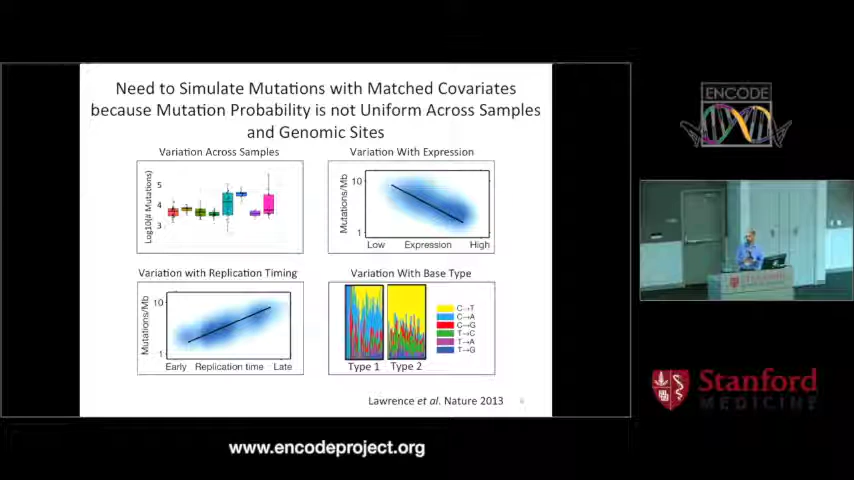 Need to Simulate Mutations with Matched Covariates
because Mutation Probability is not Uniform Across Samples
and Genomic Sites
Variation Across Samples
Log10(# Mutations)
5
4
3
Variation With Expression
Mutations/Mb
10
1
Low Expression High
Variation with Replication Timing
Mutations/Mb
10
1
Early Replication time Late
Variation With Base Type
C→T
C→A
C→G
T→C
T→A
T→G
Type 1 Type 2
Lawrence et al. Nature 2013
ENCODE
Stanford
MEDICINE
www.encodeproject.org